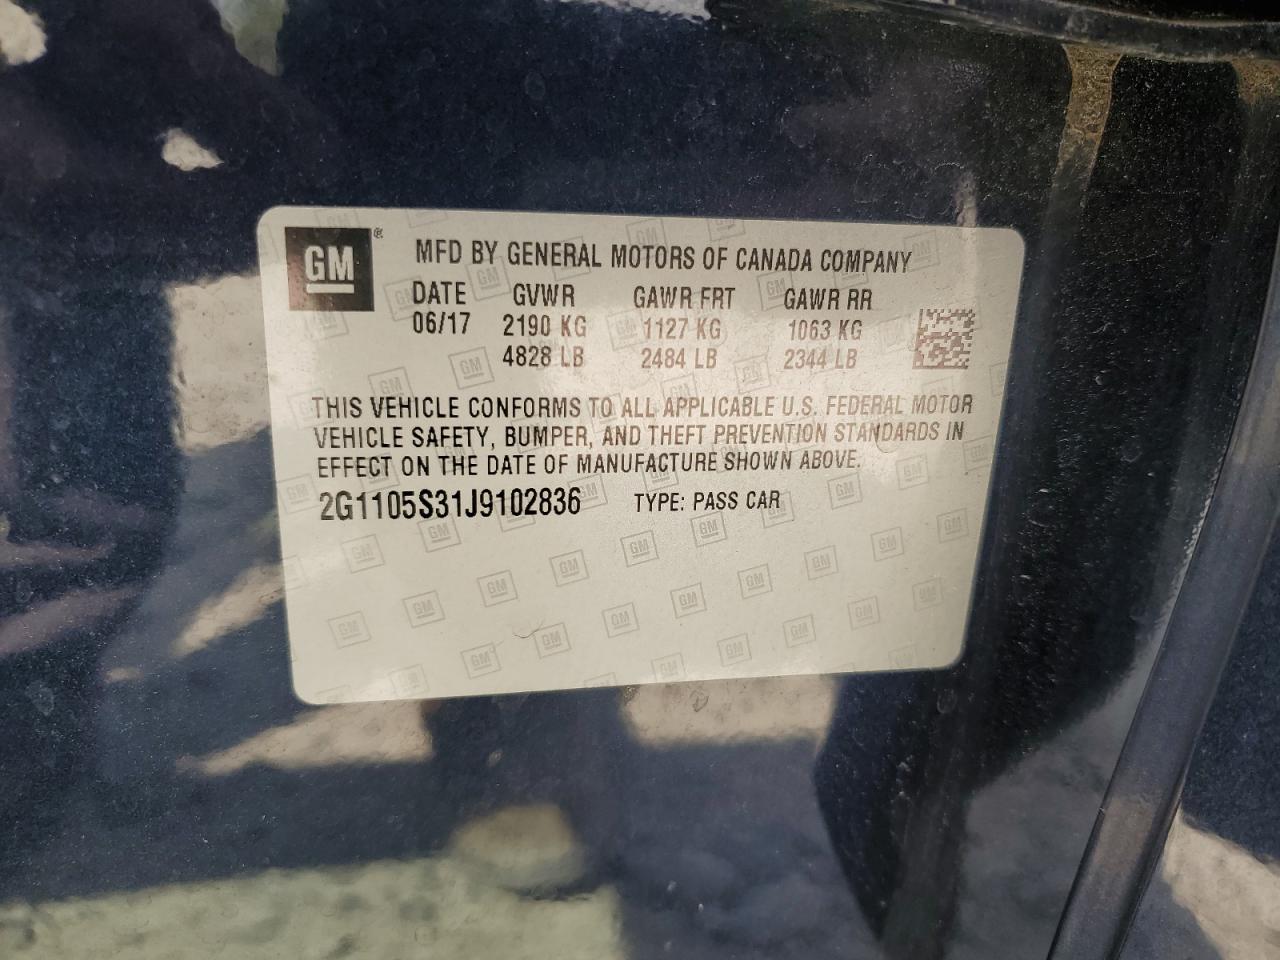 GM ®
MFD BY GENERAL MOTORS OF CANADA COMPANY
DATE GVWR GAWR FRT GAWR RR
06/17 2190 KG 1127 KG 1063 KG
4828 LB 2484 LB 2344 LB
THIS VEHICLE CONFORMS TO ALL APPLICABLE U.S. FEDERAL MOTOR
VEHICLE SAFETY, BUMPER, AND THEFT PREVENTION STANDARDS IN
EFFECT ON THE DATE OF MANUFACTURE SHOWN ABOVE.
2G1105S31J9102836 TYPE: PASS CAR